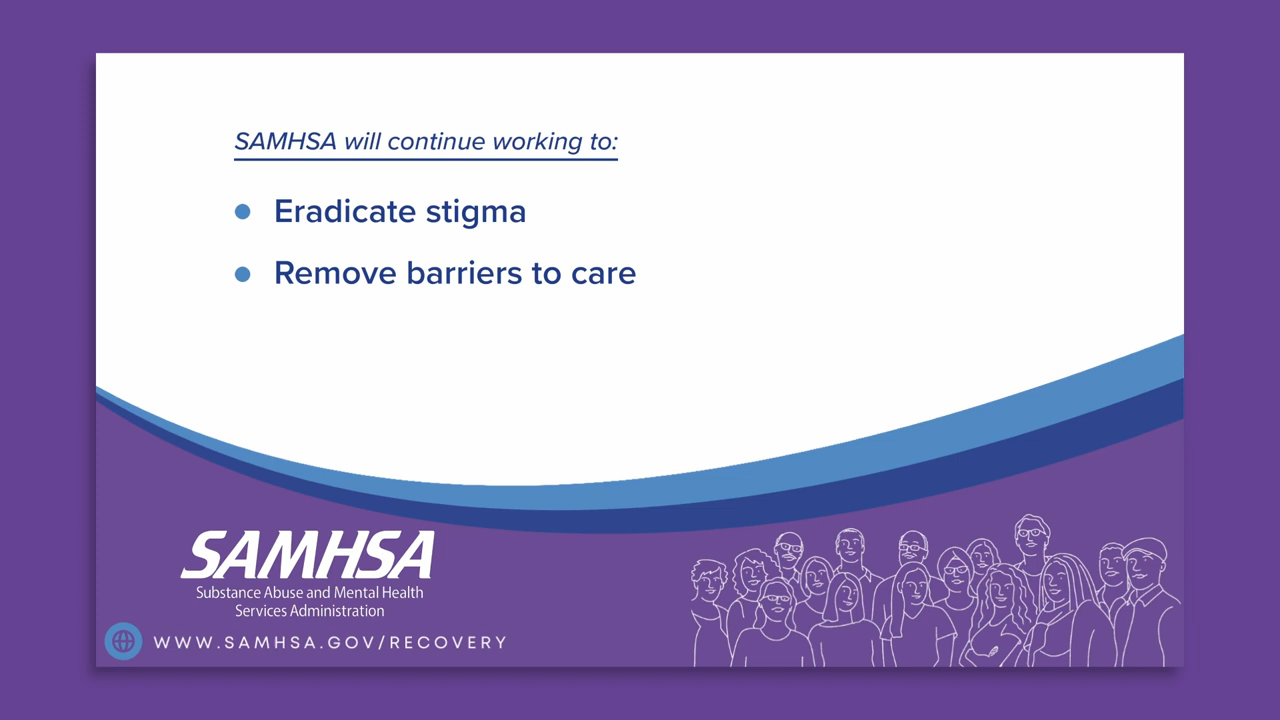 SAMHSA will continue working to:
Eradicate stigma
Remove barriers to care
SAMHSA
Substance Abuse and Mental Health
Services Administration
WWW.SAMHSA.GOV/RECOVERY